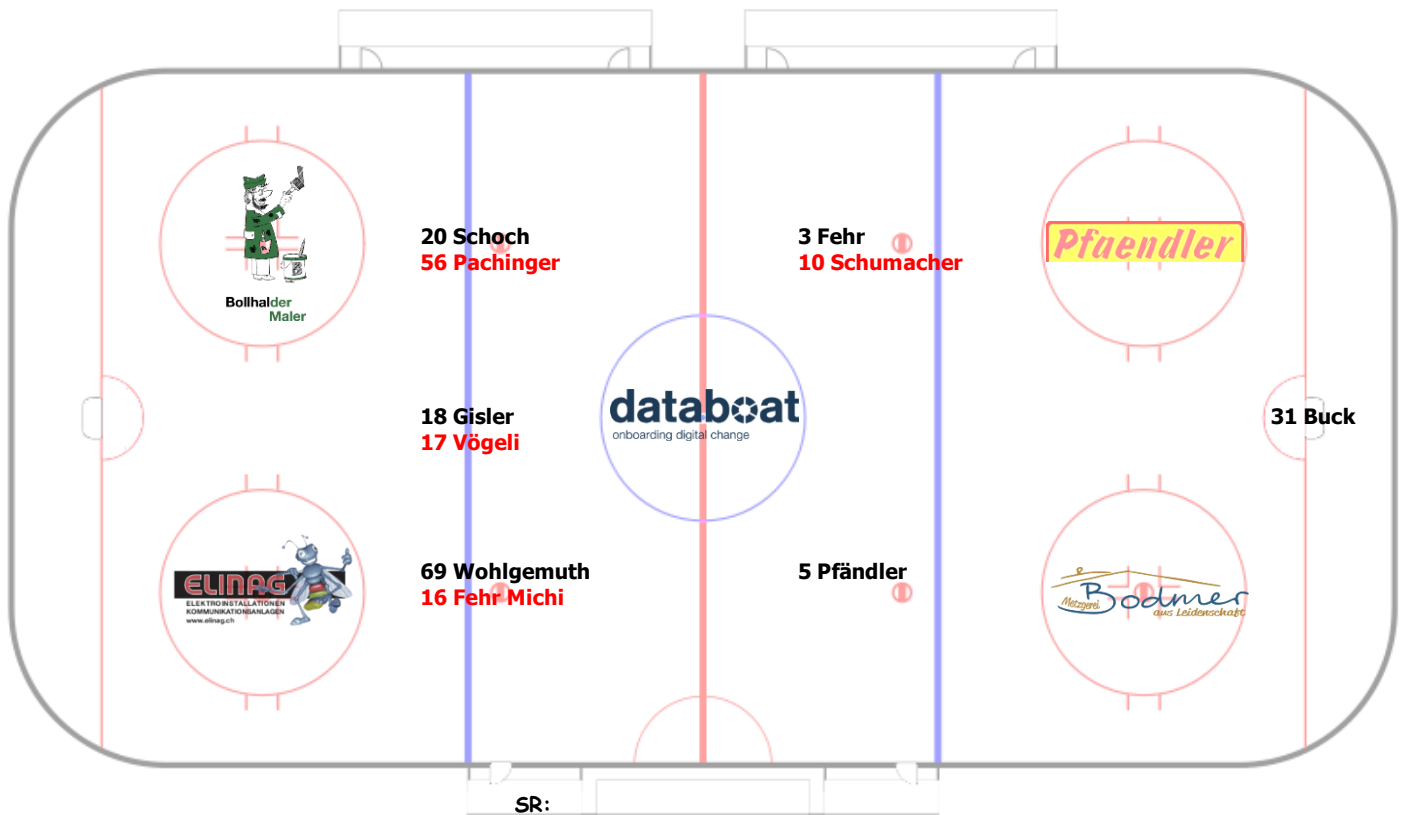 20 Schoch
56 Pachinger
3 Fehr
10 Schumacher
Pfaendler
Bollhalder
Maler
18 Gisler
17 Vögeli
databoat
onboarding digital change
31 Buck
69 Wohlgemuth
16 Fehr Michi
5 Pfändler
ELINAG
ELEKTROINSTALLATIONEN
KOMMUNIKATIONSANLAGEN
www.elinag.ch
Metzgerei Bodmer
aus Leidenschaft
SR: